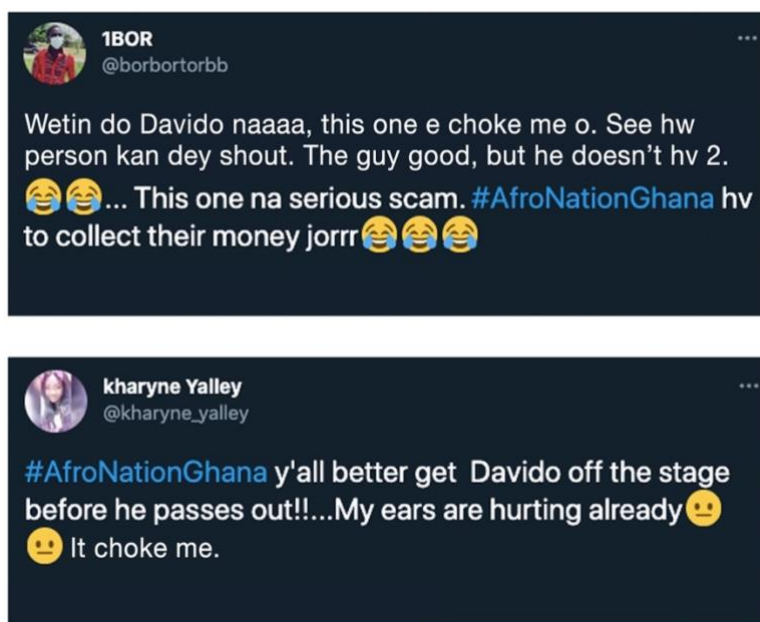 1BOR
@borbortorbb
Wetin do Davido naaaa, this one e choke me o. See hw
person kan dey shout. The guy good, but he doesn't hv 2.
😂😂... This one na serious scam. #AfroNationGhana hv
to collect their money jorrr😂😂😂
kharyne Yalley
@kharyne_yalley
#AfroNationGhana y'all better get Davido off the stage
before he passes out!!...My ears are hurting already😐
😐 It choke me.